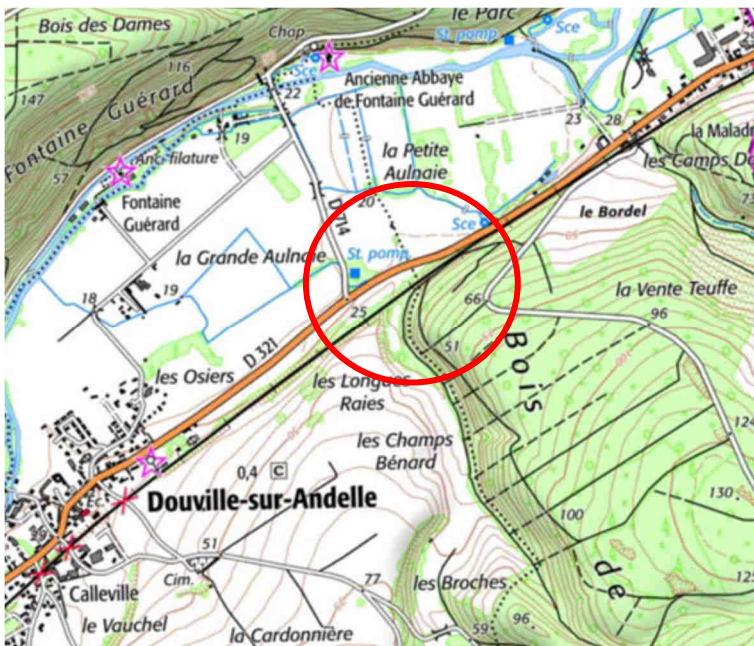 le Parc
Bois des Dames
Chap
St. pomp
Sce
Sce
116
147
22
Ancienne Abbaye
de Fontaine Guérard
Fontaine Guérard
19
23
28
la Malad
57
Anc. filature
la Petite
Aulnaie
les Camps
Fontaine
Guérard
20
D 714
Sce
le Bordel
la Grande Aulnaie
St. pomp
19
18
25
66
la Vente Teuffe
96
D 321
51
les Osiers
les Longues
Raies
Bois
de
les Champs
Bénard
124
0,4 C
Douville-sur-Andelle
130
100
51
Cim.
77
Calleville
les Broches
125
le Vauchel
59
96
la Cardonnière